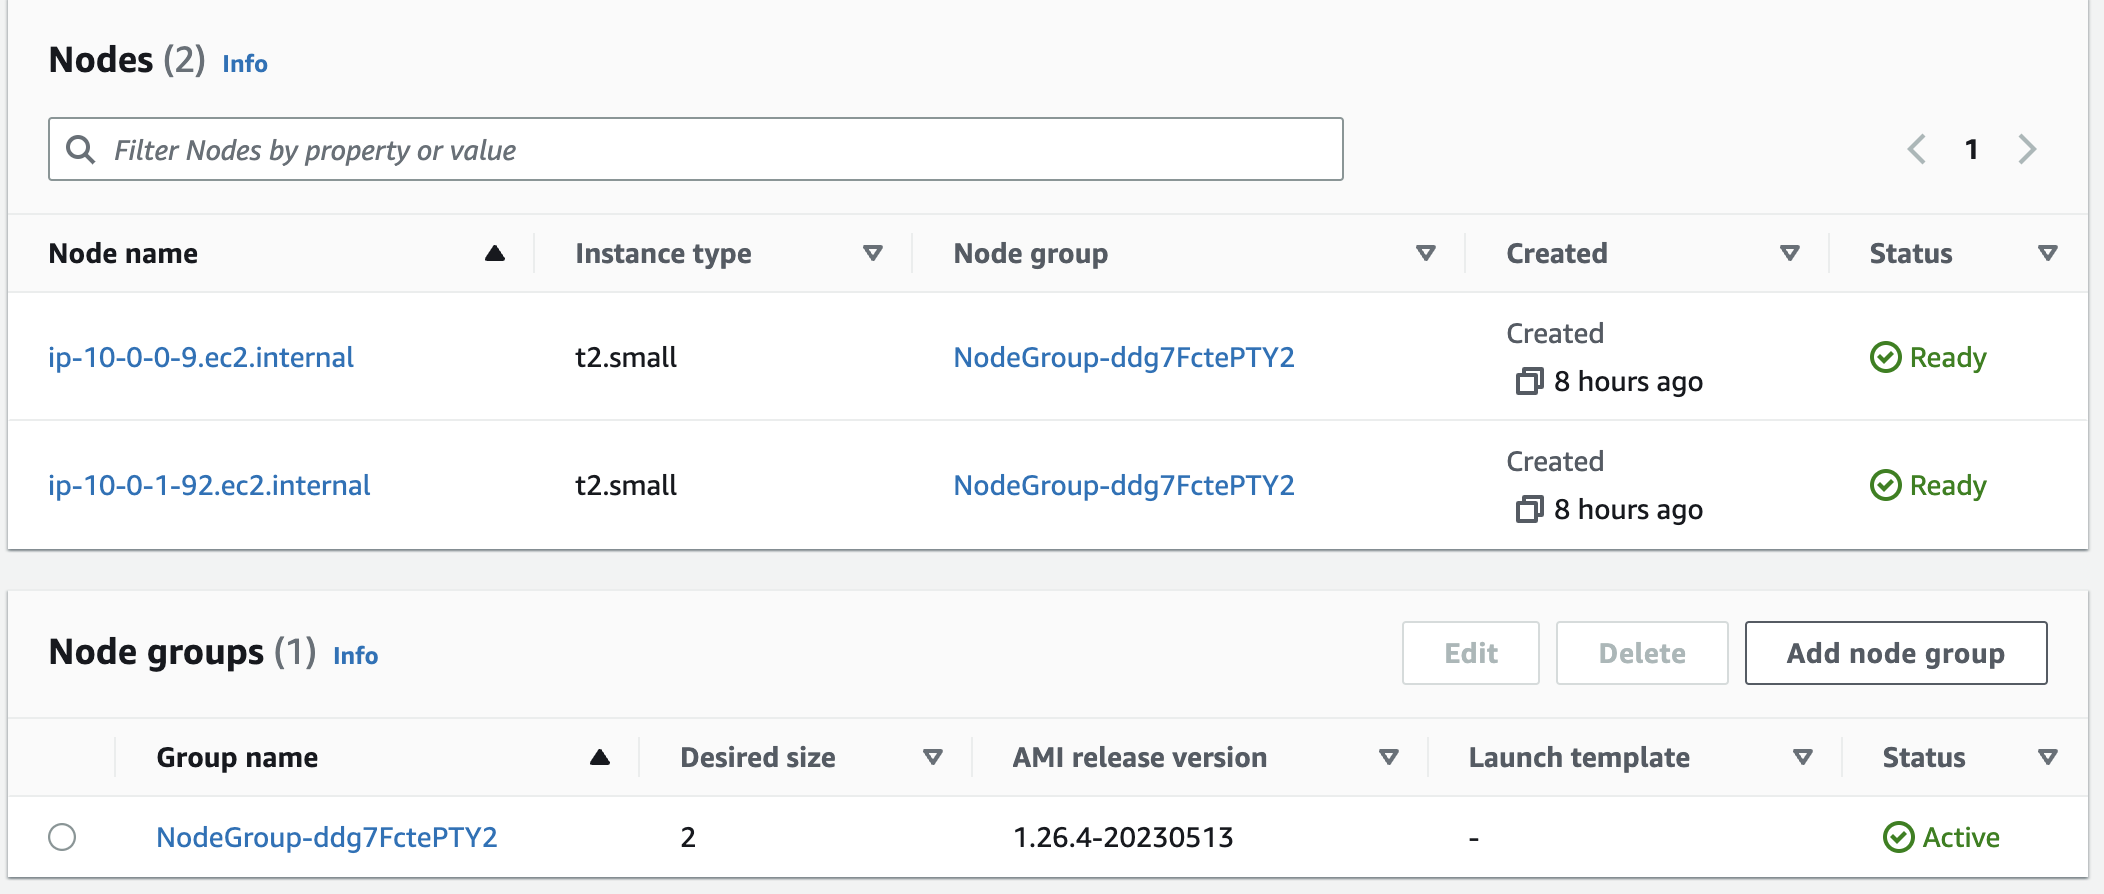 Nodes (2) Info
Filter Nodes by property or value
1
Node name Instance type Node group Created Status
ip-10-0-0-9.ec2.internal t2.small NodeGroup-ddg7FctePTY2 Created 8 hours ago Ready
ip-10-0-1-92.ec2.internal t2.small NodeGroup-ddg7FctePTY2 Created 8 hours ago Ready
Node groups (1) Info
Edit Delete Add node group
Group name Desired size AMI release version Launch template Status
NodeGroup-ddg7FctePTY2 2 1.26.4-20230513 - Active